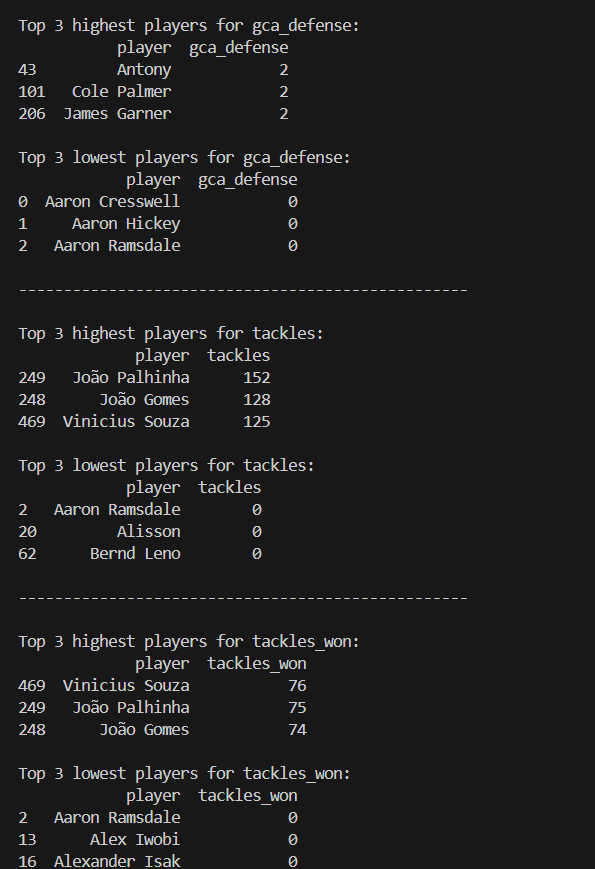 Top 3 highest players for gca_defense:
player gca_defense
43 Antony 2
101 Cole Palmer 2
206 James Garner 2
Top 3 lowest players for gca_defense:
player gca_defense
0 Aaron Cresswell 0
1 Aaron Hickey 0
2 Aaron Ramsdale 0
--------------------------------------------------
Top 3 highest players for tackles:
player tackles
249 João Palhinha 152
248 João Gomes 128
469 Vinicius Souza 125
Top 3 lowest players for tackles:
player tackles
2 Aaron Ramsdale 0
20 Alisson 0
62 Bernd Leno 0
--------------------------------------------------
Top 3 highest players for tackles_won:
player tackles_won
469 Vinicius Souza 76
249 João Palhinha 75
248 João Gomes 74
Top 3 lowest players for tackles_won:
player tackles_won
2 Aaron Ramsdale 0
13 Alex Iwobi 0
16 Alexander Isak 0